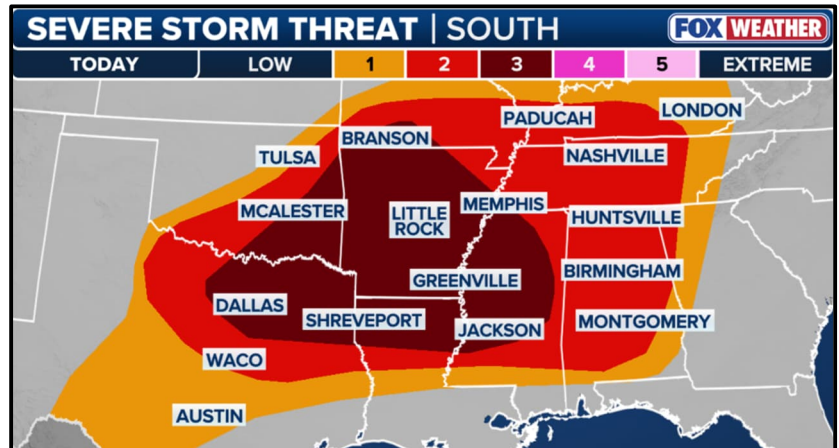 SEVERE STORM THREAT | SOUTH
FOX WEATHER
TODAY LOW 1 2 3 4 5 EXTREME
LONDON
PADUCAH
BRANSON
NASHVILLE
TULSA
MEMPHIS
MCALESTER
LITTLE
ROCK
HUNTSVILLE
BIRMINGHAM
GREENVILLE
DALLAS
SHREVEPORT
MONTGOMERY
JACKSON
WACO
AUSTIN